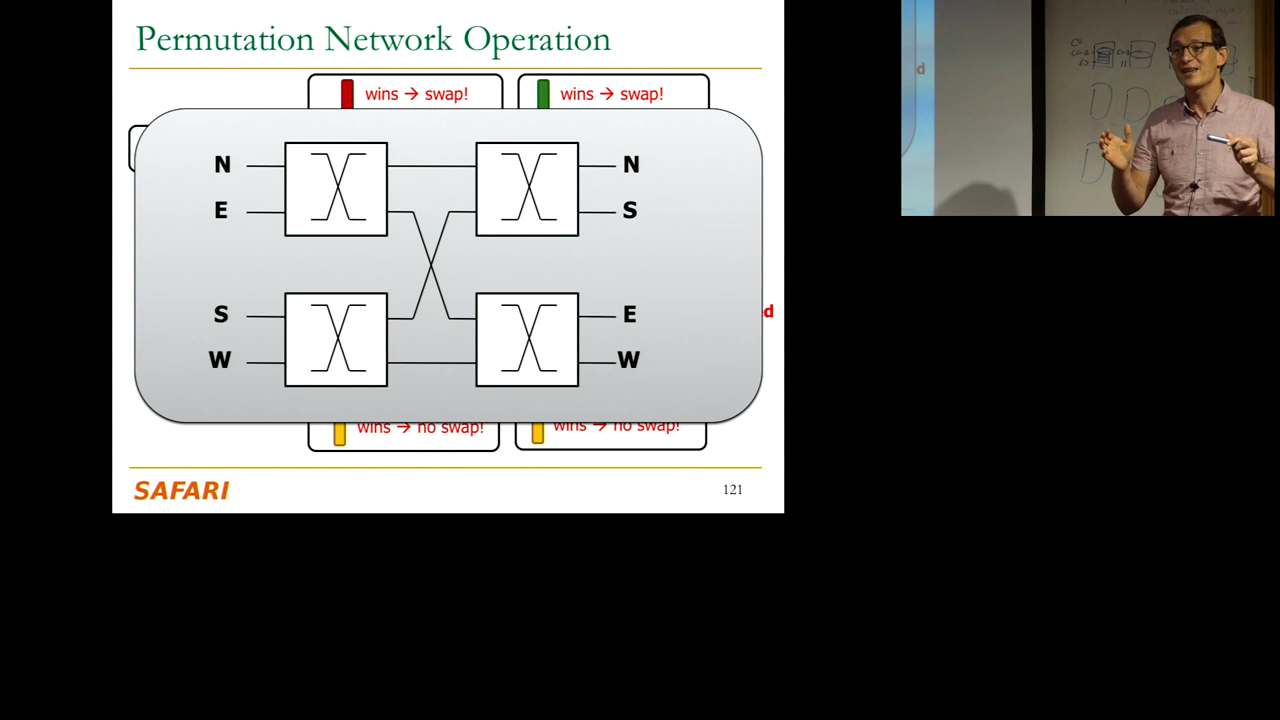 Permutation Network Operation
wins → swap!
wins → swap!
N
N
E
S
S
E
W
W
d
wins → no swap!
wins → no swap!
SAFARI
121
d